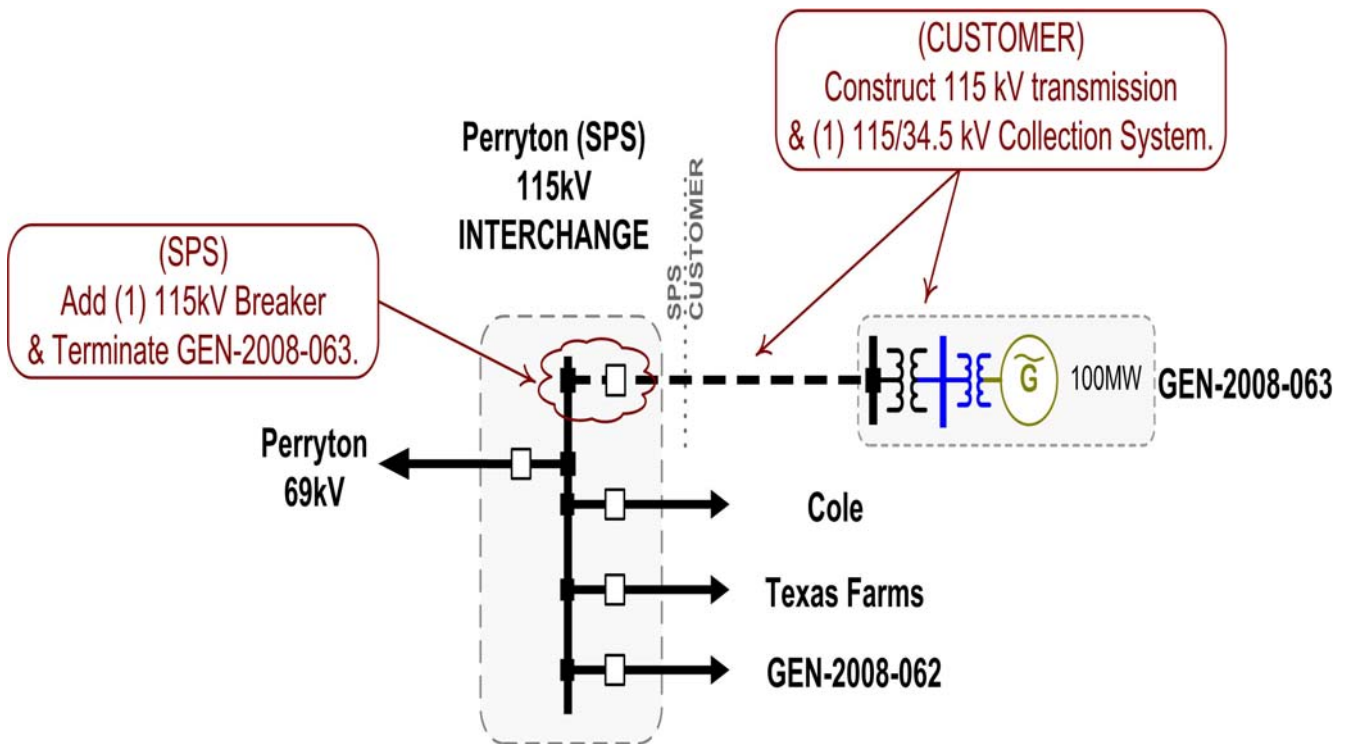 (CUSTOMER)
Construct 115 kV transmission
& (1) 115/34.5 kV Collection System.
Perryton (SPS)
115kV
INTERCHANGE
SPS
CUSTOMER
(SPS)
Add (1) 115kV Breaker
& Terminate GEN-2008-063.
G
100MW
GEN-2008-063
Perryton
69kV
Cole
Texas Farms
GEN-2008-062